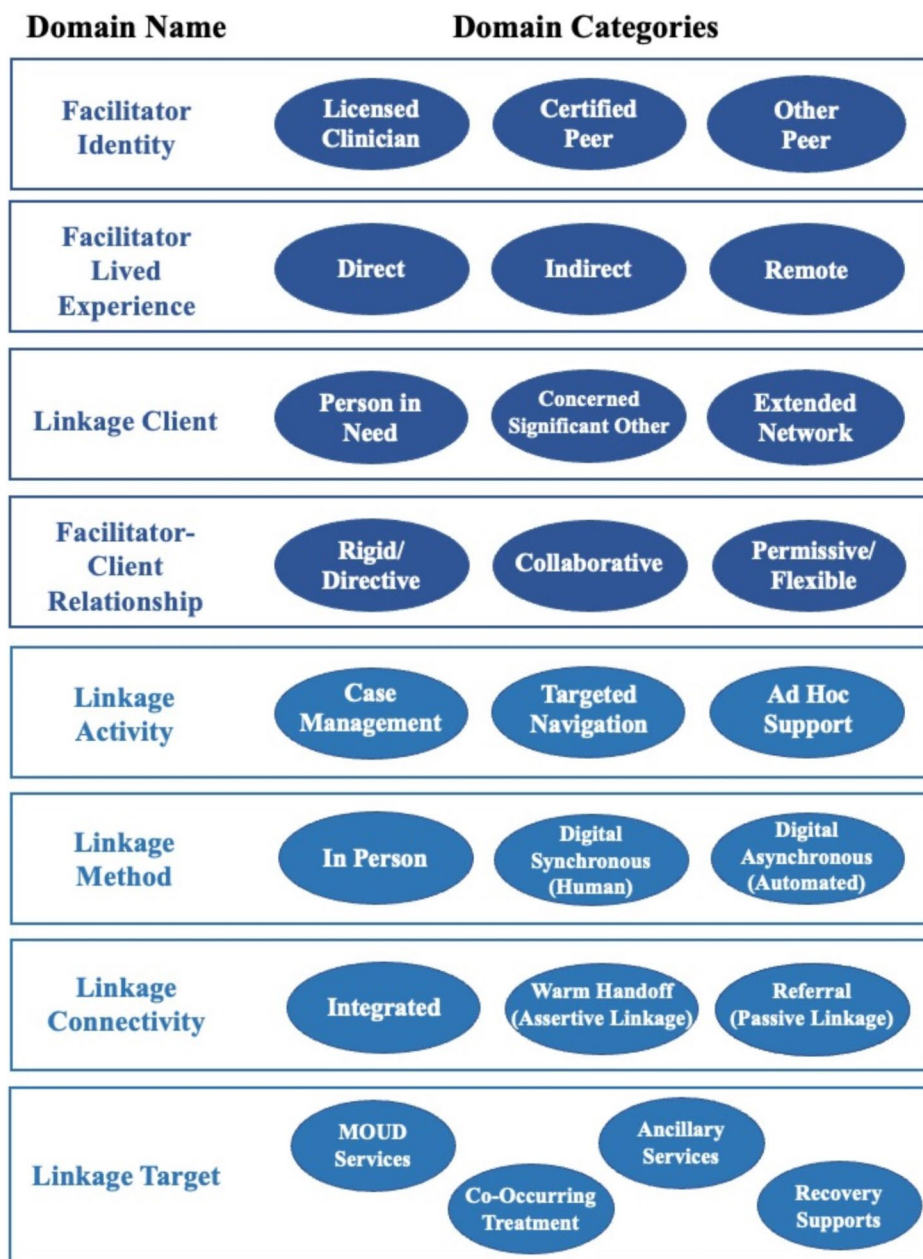 Domain Name
Domain Categories
Facilitator
Identity
Licensed
Clinician
Certified
Peer
Other
Peer
Facilitator
Lived
Experience
Direct
Indirect
Remote
Linkage Client
Person in
Need
Concerned
Significant Other
Extended
Network
Facilitator-
Client
Relationship
Rigid/
Directive
Collaborative
Permissive/
Flexible
Linkage
Activity
Case
Management
Targeted
Navigation
Ad Hoc
Support
Linkage
Method
In Person
Digital
Synchronous
(Human)
Digital
Asynchronous
(Automated)
Linkage
Connectivity
Integrated
Warm Handoff
(Assertive Linkage)
Referral
(Passive Linkage)
Linkage Target
MOUD
Services
Co-Occurring
Treatment
Ancillary
Services
Recovery
Supports